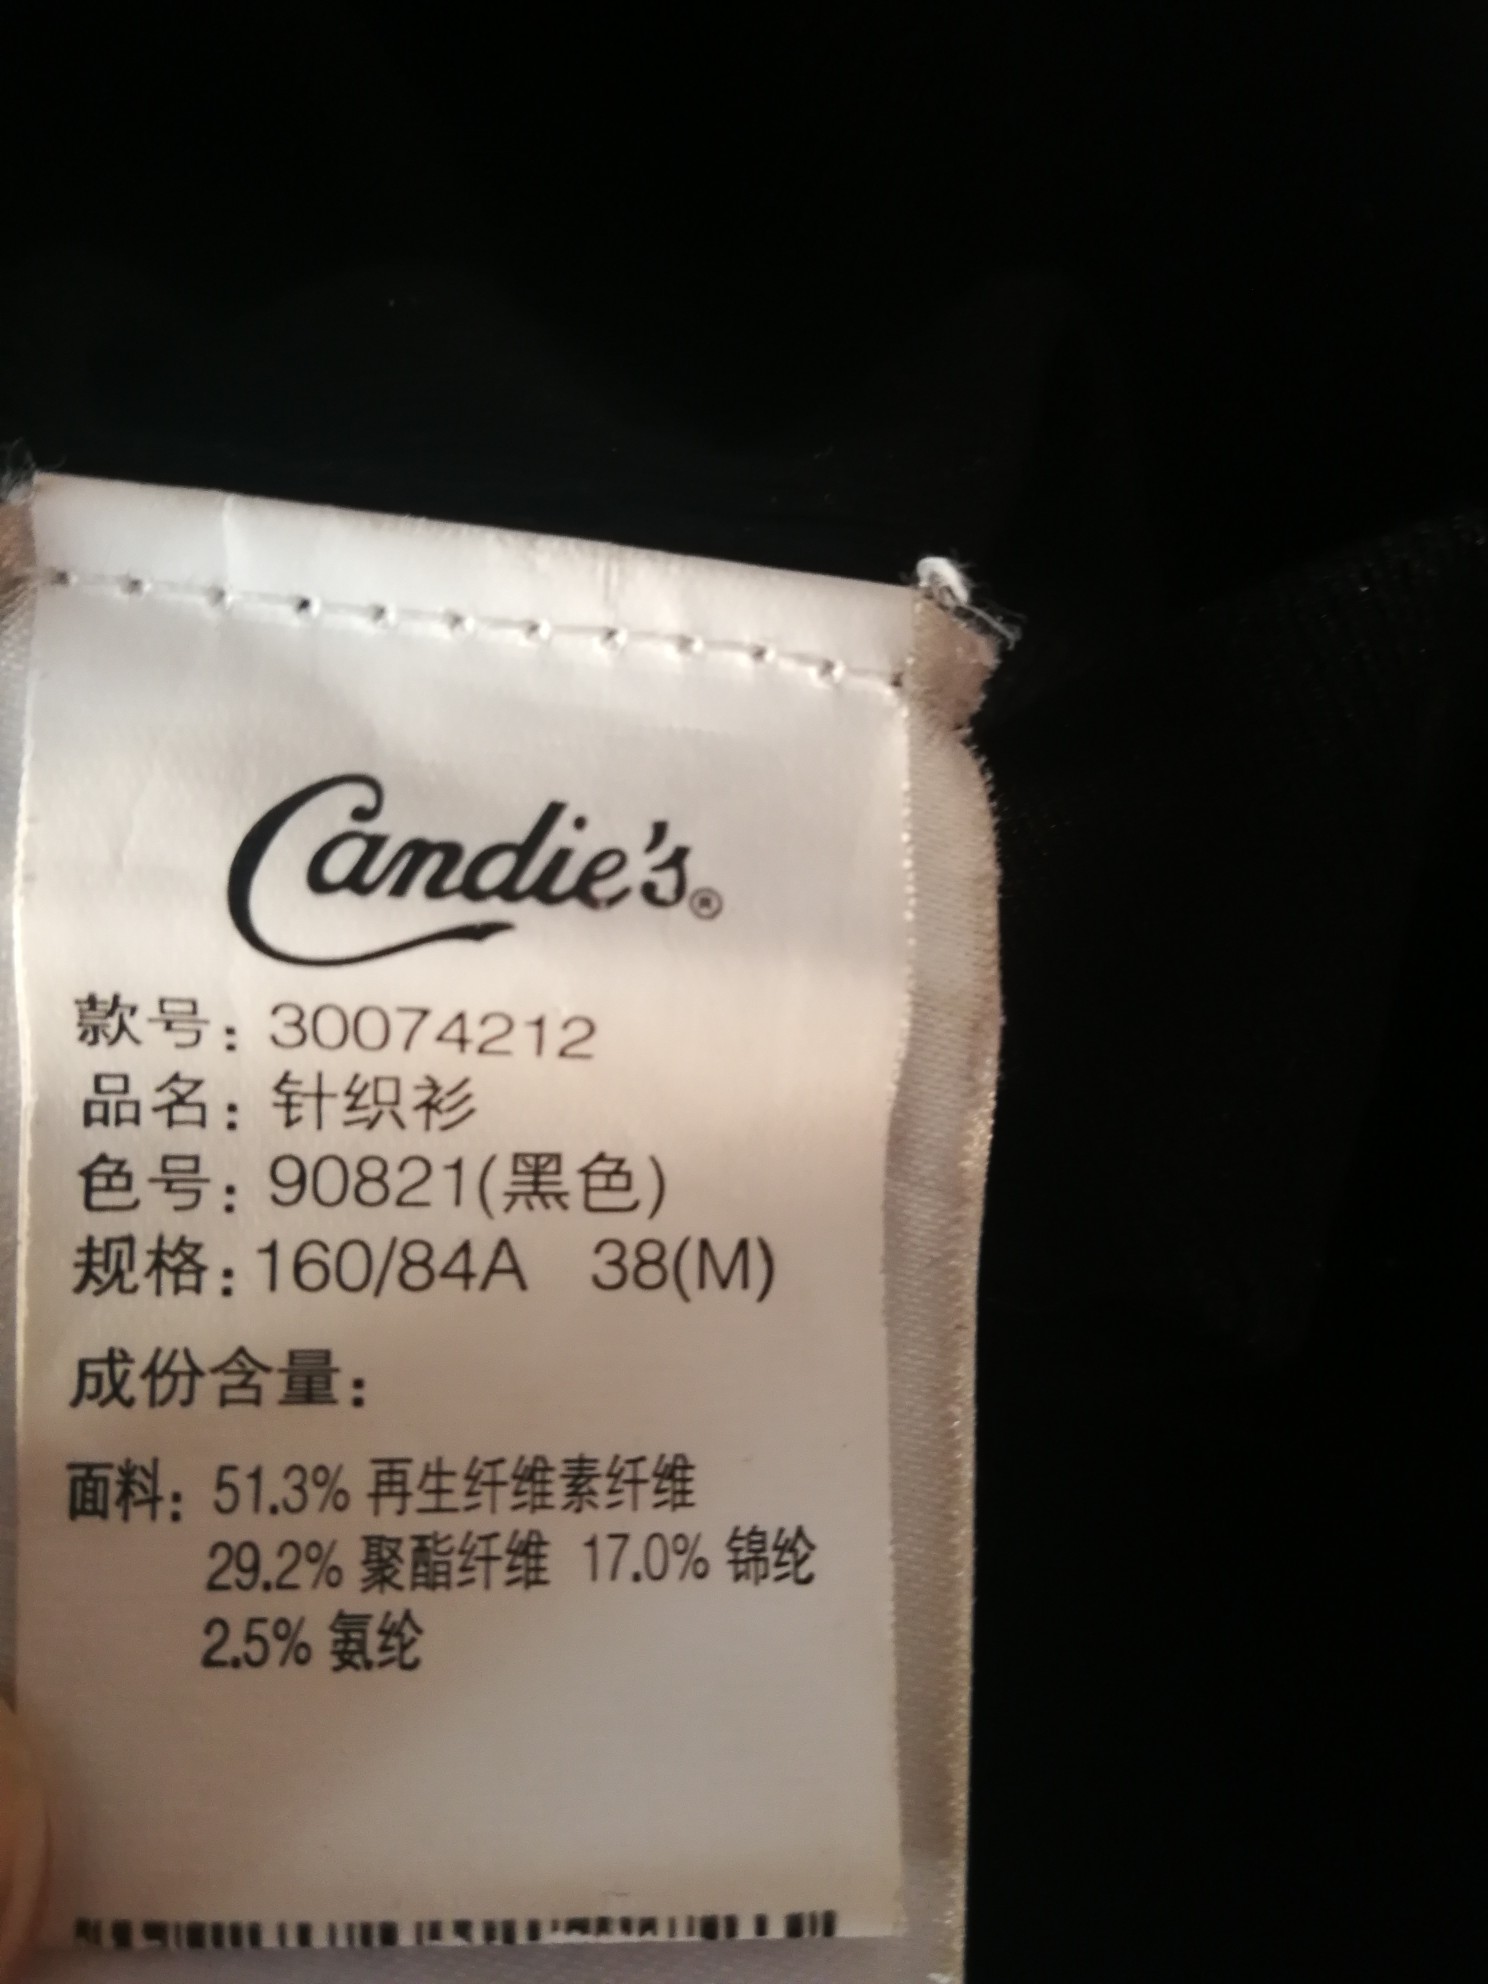 Candie's®
款号: 30074212
品名: 针织衫
色号: 90821(黑色)
规格: 160/84A 38(M)
成份含量:
面料: 51.3% 再生纤维素纤维
29.2% 聚酯纤维 17.0% 锦纶
2.5% 氨纶